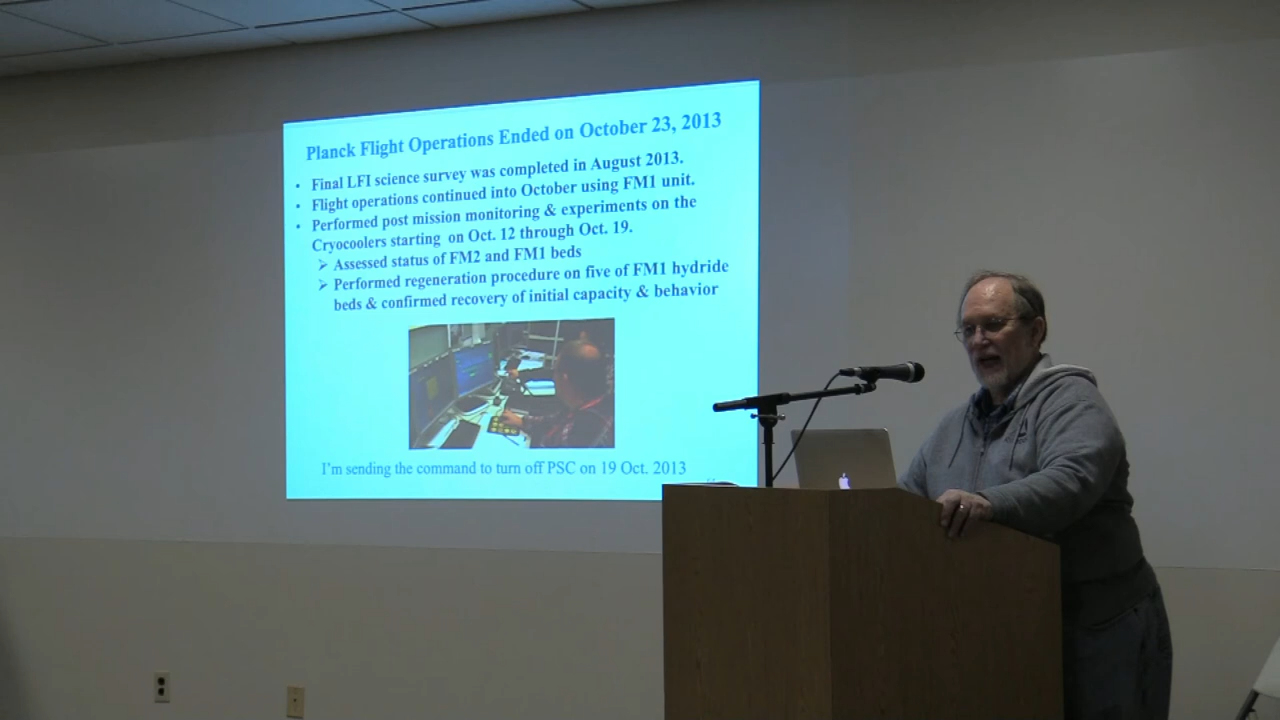 Planck Flight Operations Ended on October 23, 2013
• Final LFI science survey was completed in August 2013.
• Flight operations continued into October using FM1 unit.
• Performed post mission monitoring & experiments on the
Cryocoolers starting on Oct. 12 through Oct. 19.
➢ Assessed status of FM2 and FM1 beds
➢ Performed regeneration procedure on five of FM1 hydride
beds & confirmed recovery of initial capacity & behavior
I'm sending the command to turn off PSC on 19 Oct. 2013